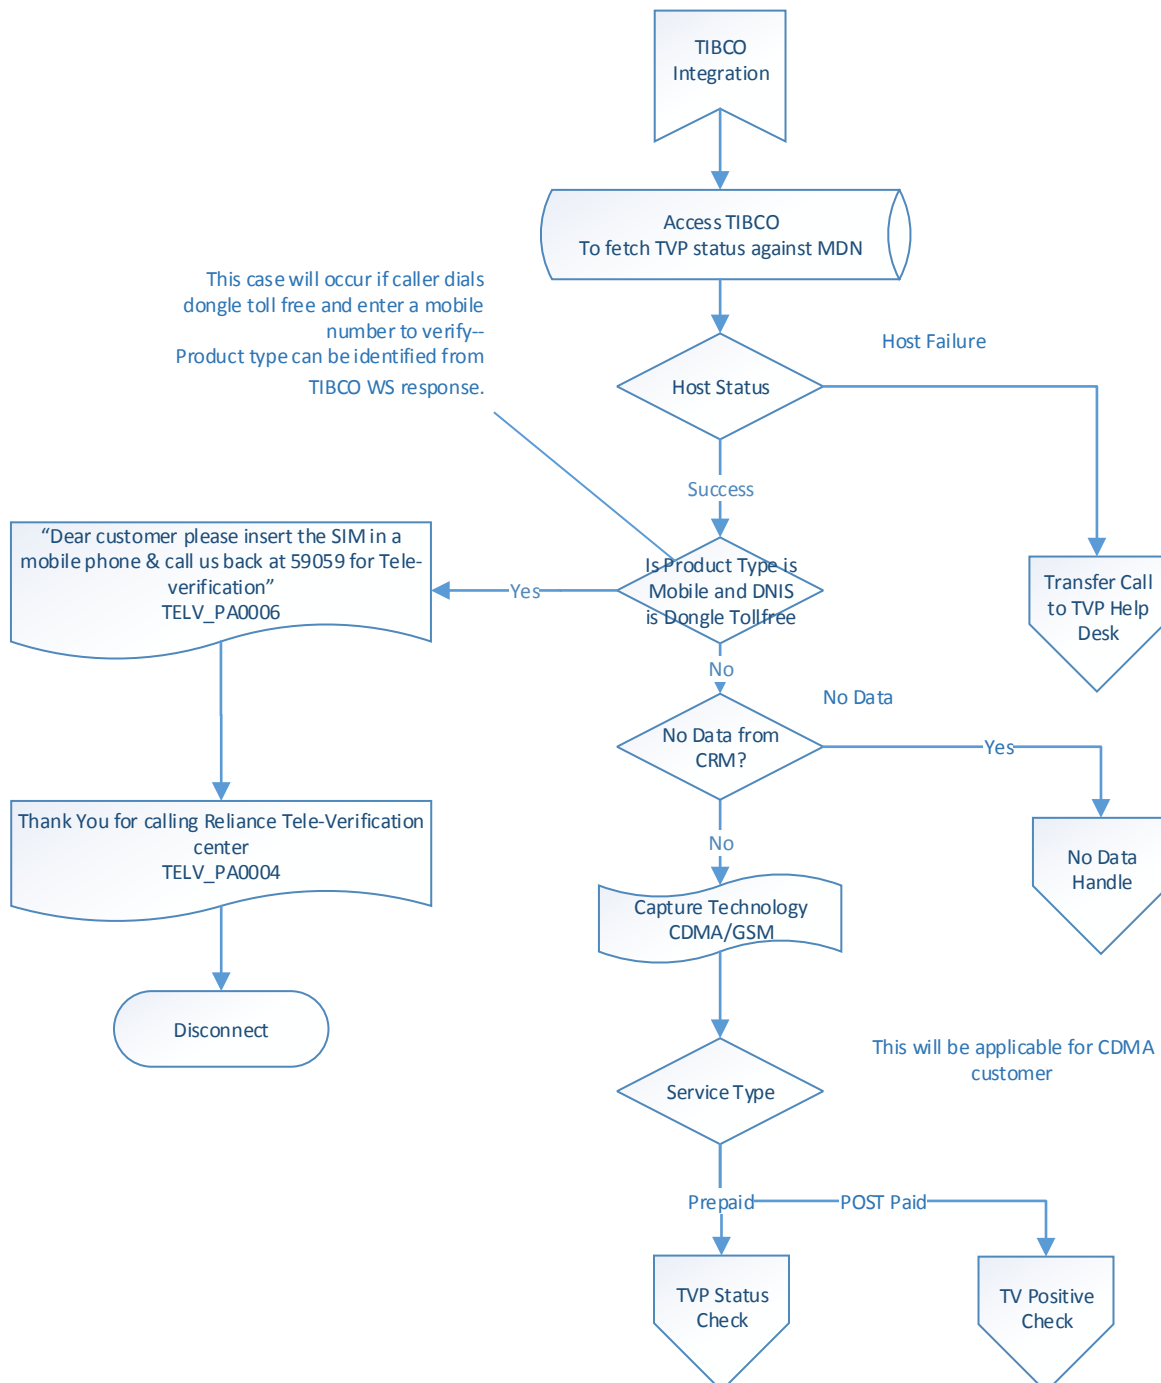 TIBCO
Integration
Access TIBCO
To fetch TVP status against MDN
This case will occur if caller dials
dongle toll free and enter a mobile
number to verify--
Product type can be identified from
TIBCO WS response.
Host Failure
Host Status
Success
“Dear customer please insert the SIM in a
mobile phone & call us back at 59059 for Tele-
verification”
TELV_PA0006
Yes
Is Product Type is
Mobile and DNIS
is Dongle Tollfree
Transfer Call
to TVP Help
Desk
No
No Data
No Data from
CRM?
Yes
Thank You for calling Reliance Tele-Verification
center
TELV_PA0004
No
No Data
Handle
Capture Technology
CDMA/GSM
Disconnect
This will be applicable for CDMA
customer
Service Type
Prepaid
POST Paid
TVP Status
Check
TV Positive
Check